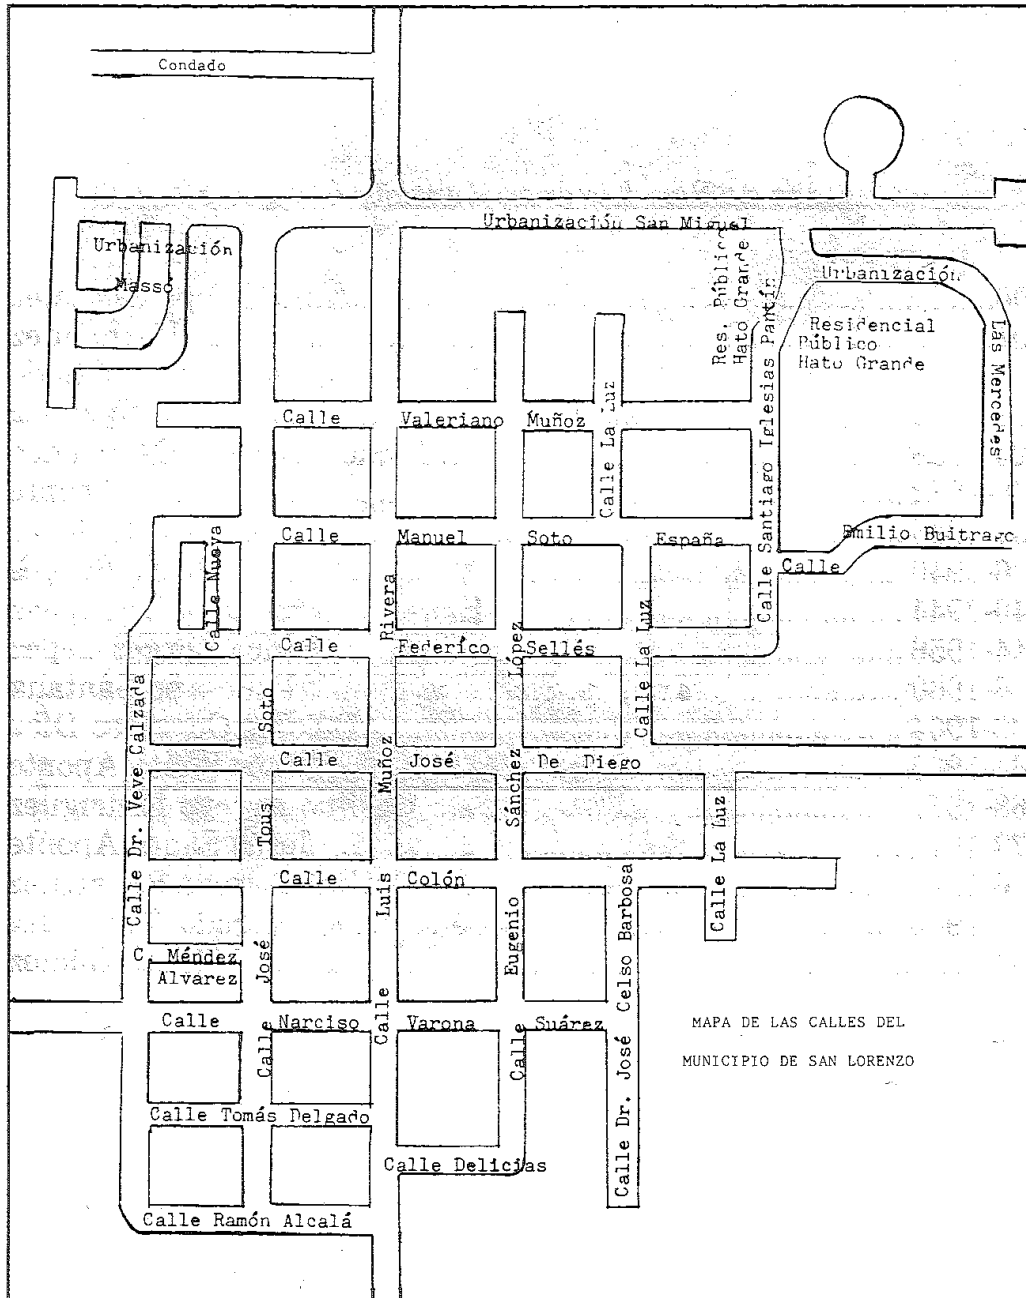 Condado
Urbanización San Miguel
Urbanización
Massó
Res. Público
Hato Grande
Urbanización
Las Mercedes
Residencial
Público
Hato Grande
Calle Valeriano Muñoz
Calle La Luz
Calle Santiago Iglesias Pantín
Calle Manuel Soto España
Emilio Buitrago
Calle
Calle Nueva
Calle Federíco Sellés
Calle La Luz
Calle Dr. Veve Calzada
Calle José Tous Soto
Calle Luis Muñoz Rivera
Calle Eugenio Sánchez López
Calle José De Diego
Calle La Luz
Calle Colón
Calle Dr. José Celso Barbosa
C. Méndez
Alvarez
Calle Narciso Varona Suárez
MAPA DE LAS CALLES DEL
MUNICIPIO DE SAN LORENZO
Calle Tomás Delgado
Calle Delicias
Calle Ramón Alcalá